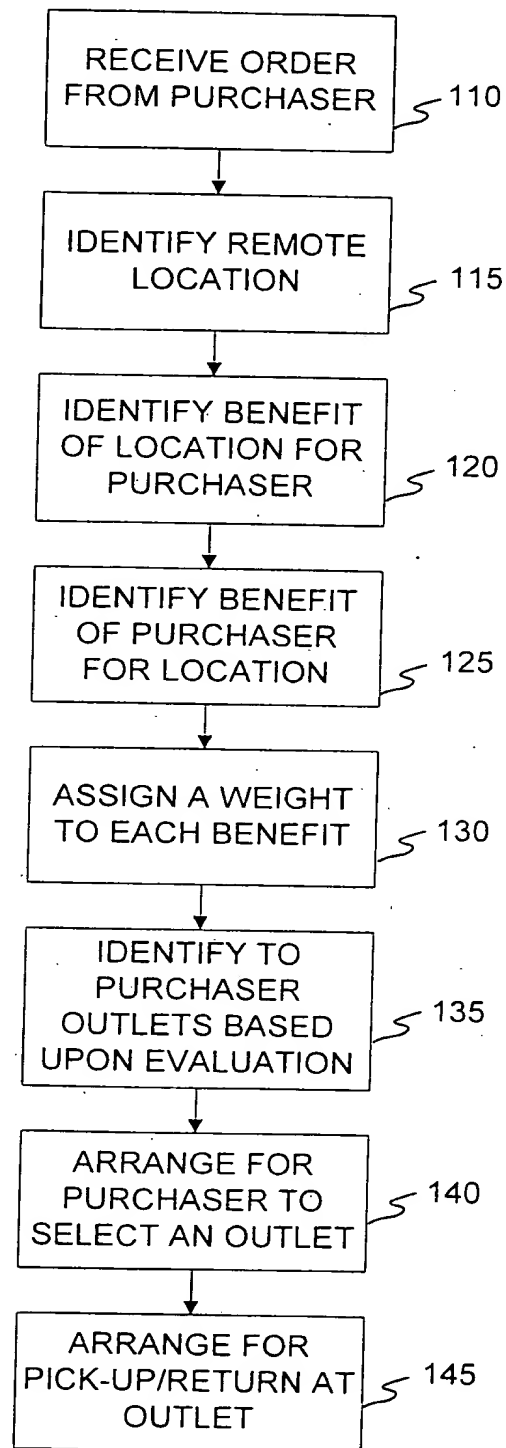 RECEIVE ORDER
FROM PURCHASER
110
IDENTIFY REMOTE
LOCATION
115
IDENTIFY BENEFIT
OF LOCATION FOR
PURCHASER
120
IDENTIFY BENEFIT
OF PURCHASER
FOR LOCATION
125
ASSIGN A WEIGHT
TO EACH BENEFIT
130
IDENTIFY TO
PURCHASER
OUTLETS BASED
UPON EVALUATION
135
ARRANGE FOR
PURCHASER TO
SELECT AN OUTLET
140
ARRANGE FOR
PICK-UP/RETURN AT
OUTLET
145